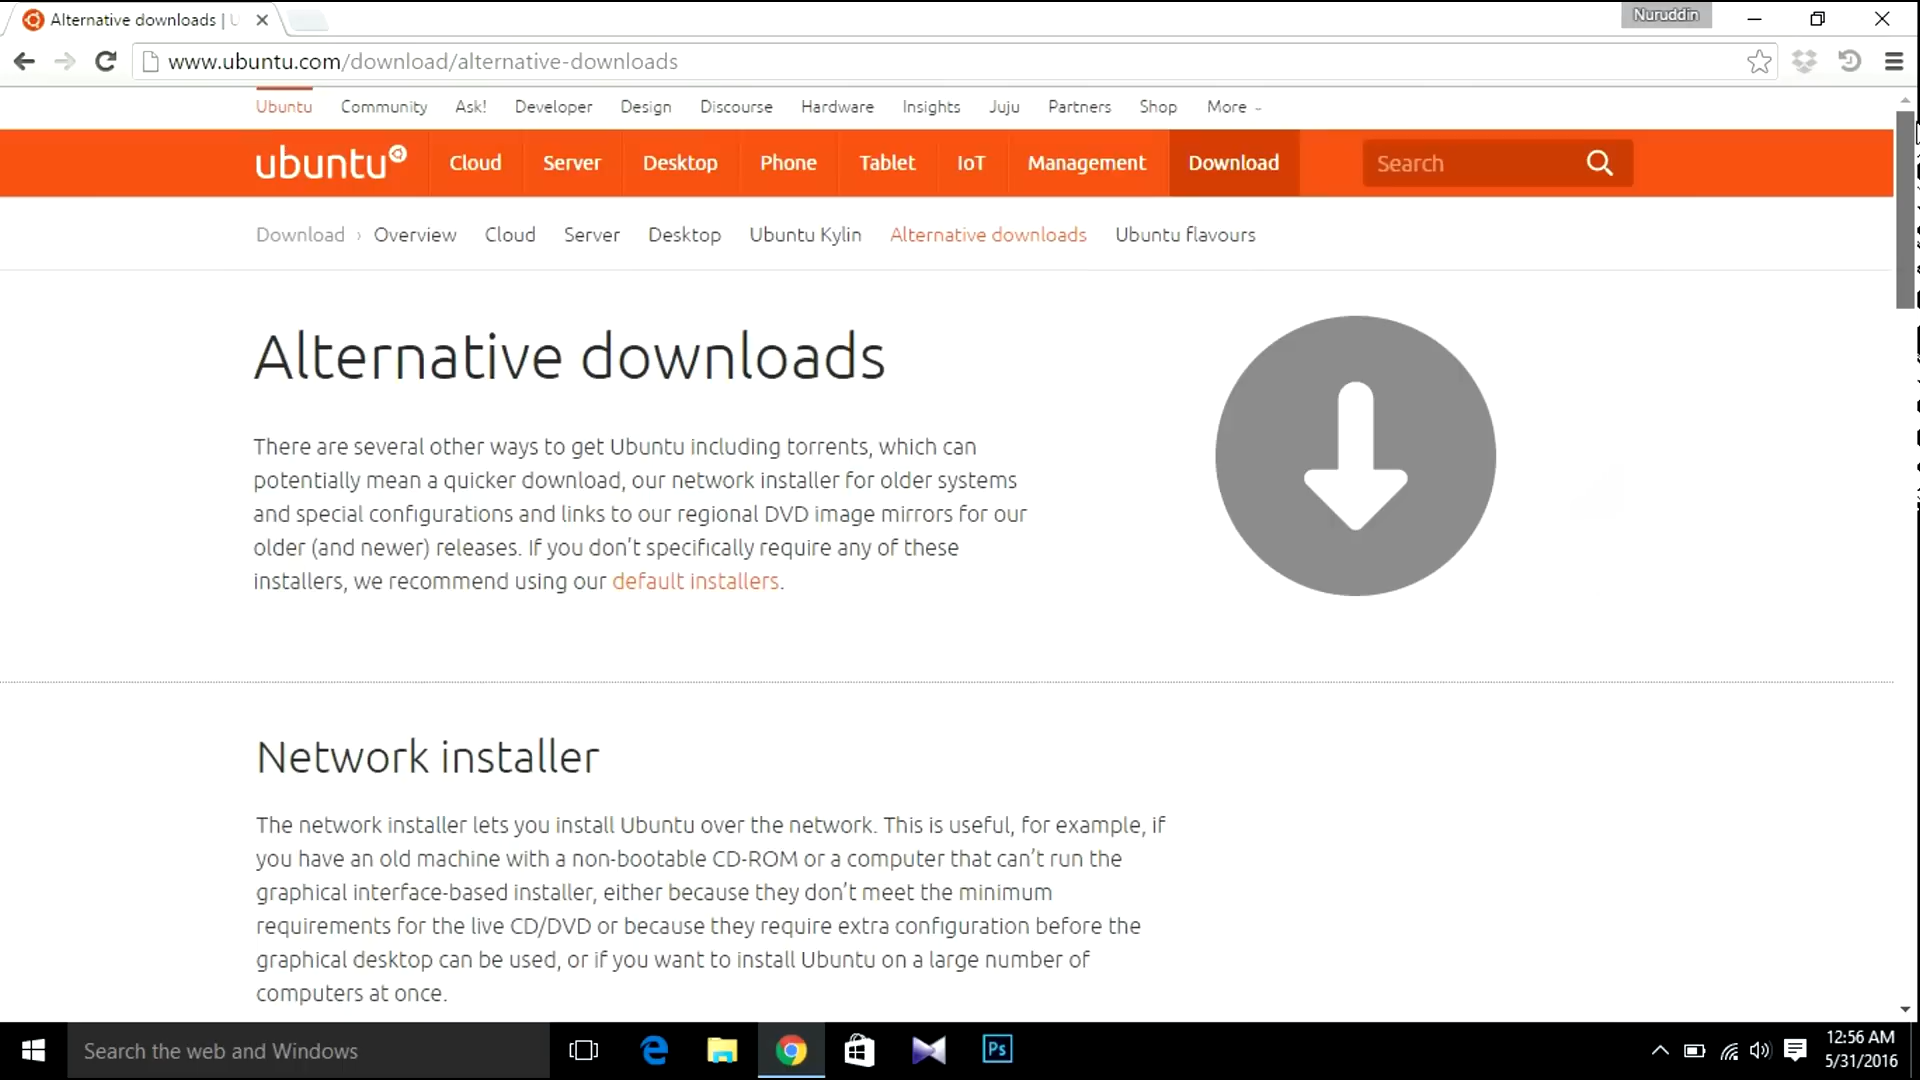 Alternative downloads | U
Nuruddin
www.ubuntu.com/download/alternative-downloads
Ubuntu Community Ask! Developer Design Discourse Hardware Insights Juju Partners Shop More
ubuntu Cloud Server Desktop Phone Tablet IoT Management Download Search
Download › Overview Cloud Server Desktop Ubuntu Kylin Alternative downloads Ubuntu flavours
Alternative downloads
There are several other ways to get Ubuntu including torrents, which can
potentially mean a quicker download, our network installer for older systems
and special configurations and links to our regional DVD image mirrors for our
older (and newer) releases. If you don’t specifically require any of these
installers, we recommend using our default installers.
Network installer
The network installer lets you install Ubuntu over the network. This is useful, for example, if
you have an old machine with a non-bootable CD-ROM or a computer that can’t run the
graphical interface-based installer, either because they don’t meet the minimum
requirements for the live CD/DVD or because they require extra configuration before the
graphical desktop can be used, or if you want to install Ubuntu on a large number of
computers at once.
Search the web and Windows
Ps
12:56 AM
5/31/2016